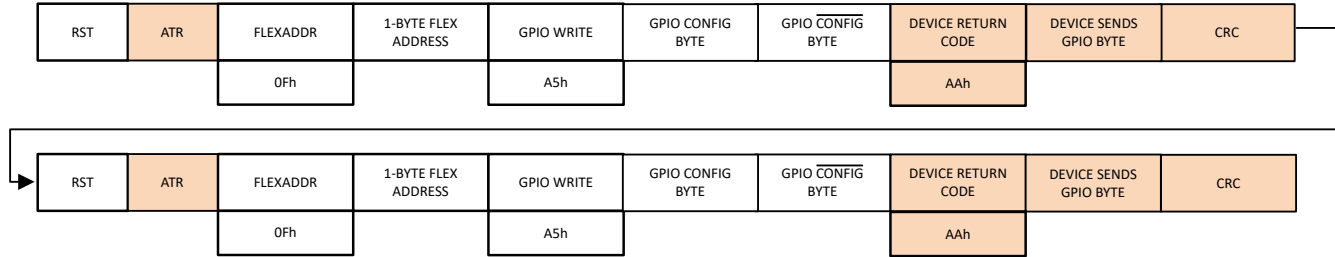 RST
ATR
FLEXADDR
1-BYTE FLEX
ADDRESS
GPIO WRITE
GPIO CONFIG
BYTE
GPIO CONFIG
BYTE
DEVICE RETURN
CODE
DEVICE SENDS
GPIO BYTE
CRC
0Fh
A5h
AAh
RST
ATR
FLEXADDR
1-BYTE FLEX
ADDRESS
GPIO WRITE
GPIO CONFIG
BYTE
GPIO CONFIG
BYTE
DEVICE RETURN
CODE
DEVICE SENDS
GPIO BYTE
CRC
0Fh
A5h
AAh